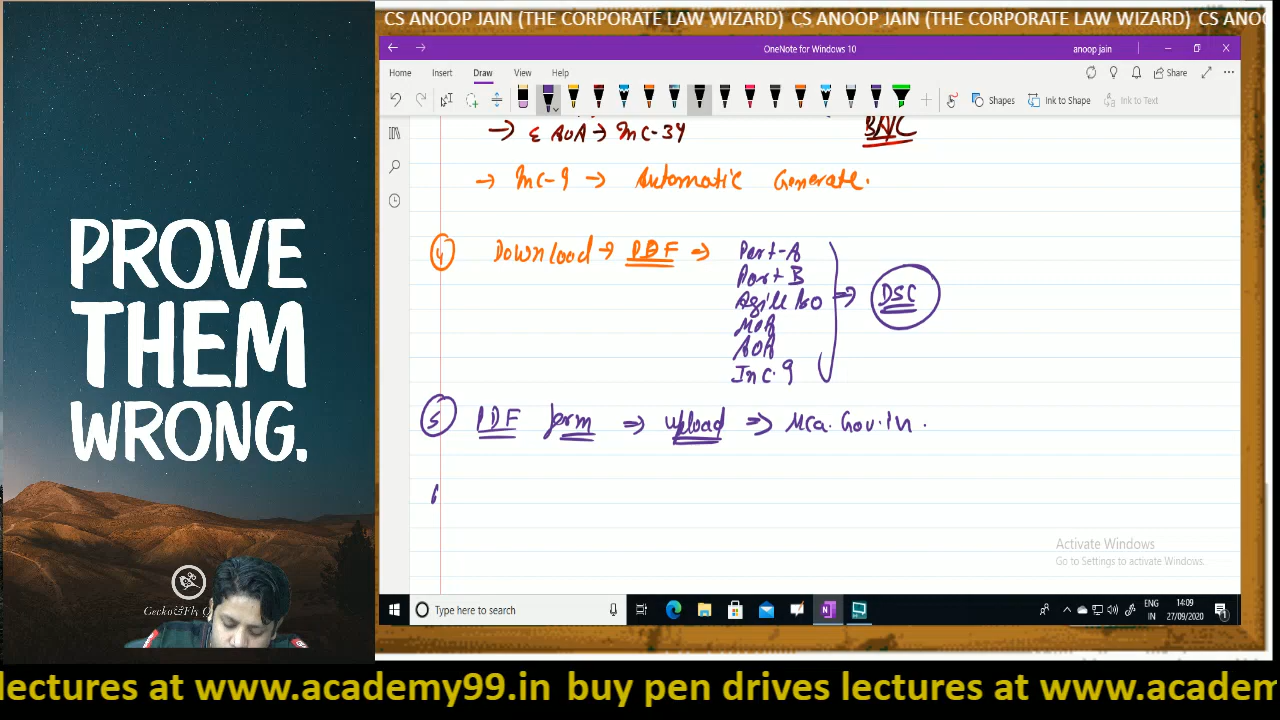 CS ANOOP JAIN (THE CORPORATE LAW WIZARD) CS ANOOP JAIN (THE CORPORATE LAW WIZARD) CS ANOO
OneNote for Windows 10
anoop jain
Home Insert Draw View Help
Share
Shapes Ink to Shape Ink to Text
→ & AOA → INC-34
→ INC-9 → Automatic Generate.
4 Download → PDF ⇒ Part-A
Part B
Agile Pro
MOA
AOA
Inc. 9
⇒ DSC
5 PDF form ⇒ upload ⇒ Mca.Gov.in.
PROVE
THEM
WRONG.
Activate Windows
Go to Settings to activate Windows.
Type here to search
ENG
IN
14:09
27/09/2020
lectures at www.academy99.in buy pen drives lectures at www.academ